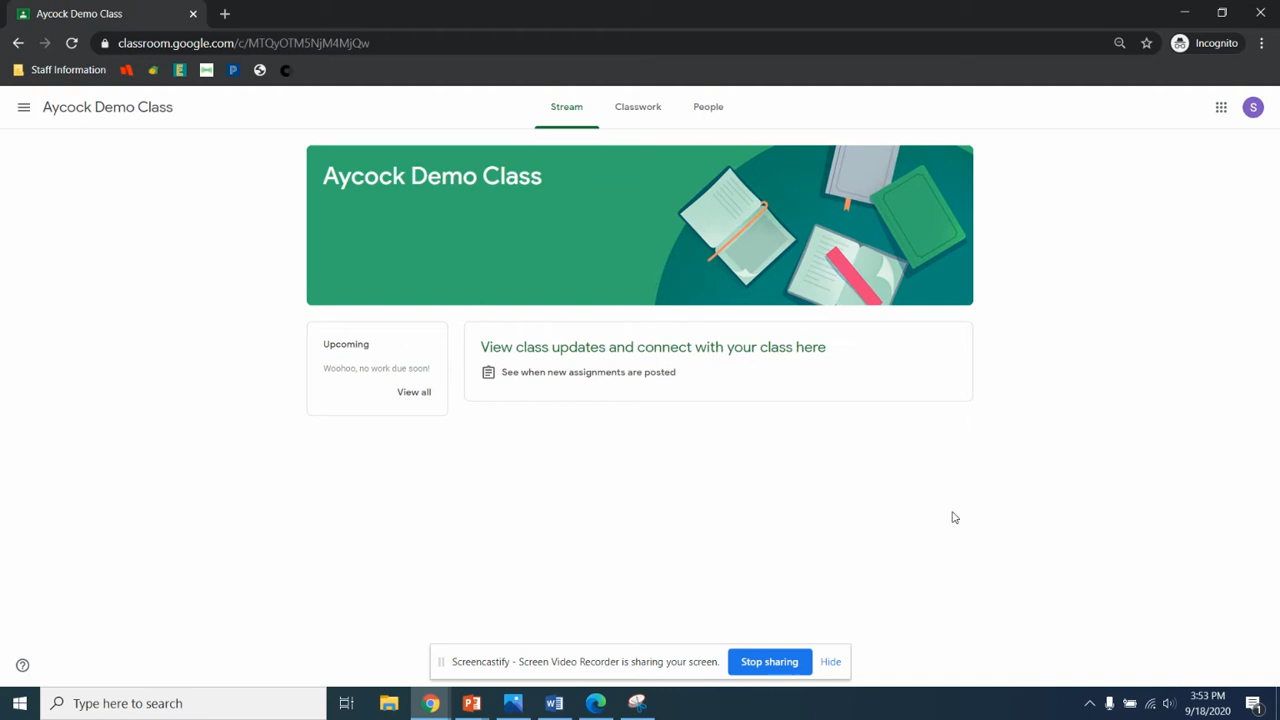 Aycock Demo Class
classroom.google.com/c/MTQyOTM5NjM4MjQw
Incognito
Staff Information
Aycock Demo Class
Stream
Classwork
People
S
Aycock Demo Class
Upcoming
Woohoo, no work due soon!
View all
View class updates and connect with your class here
See when new assignments are posted
Screencastify - Screen Video Recorder is sharing your screen.
Stop sharing
Hide
Type here to search
3:53 PM
9/18/2020